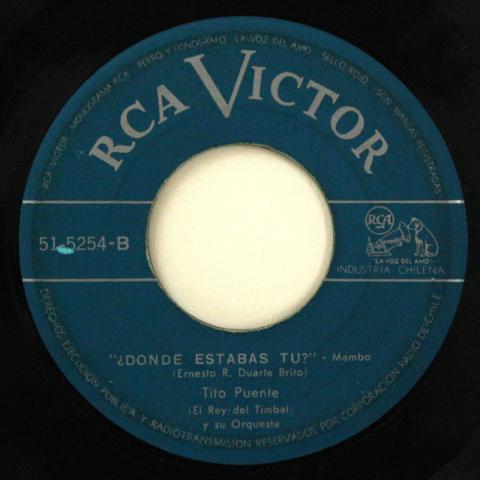 RCA VICTOR · MONOGRAMA RCA · PERRO Y FONOGRAFO · LA VOZ DEL AMO · SELLO ROJO · SON MARCAS REGISTRADAS
RCA VICTOR
RCA
51-5254-B
"LA VOZ DEL AMO"
INDUSTRIA CHILENA
"¿DONDE ESTABAS TU?" - Mambo
(Ernesto R. Duarte Brito)
Tito Puente
(El Rey del Timbal)
y su Orquesta
DERECHOS EJECUCION PUBLICA Y RADIOTRANSMISION RESERVADOS POR CORPORACION RADIO DE CHILE